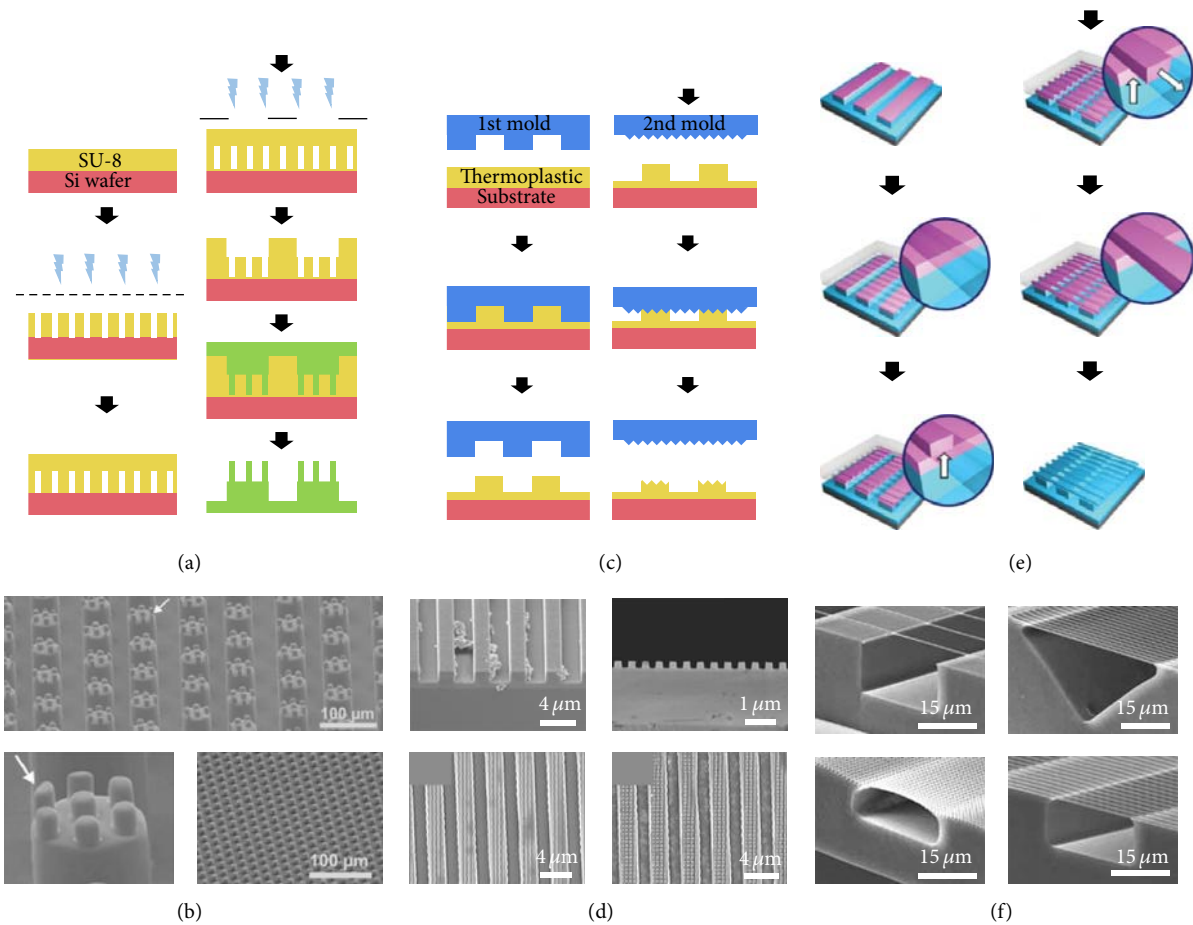 SU-8
Si wafer
1st mold
2nd mold
Thermoplastic
Substrate
(a)
(c)
(e)
100 μm
100 μm
4 μm
1 μm
4 μm
4 μm
15 μm
15 μm
15 μm
15 μm
(b)
(d)
(f)